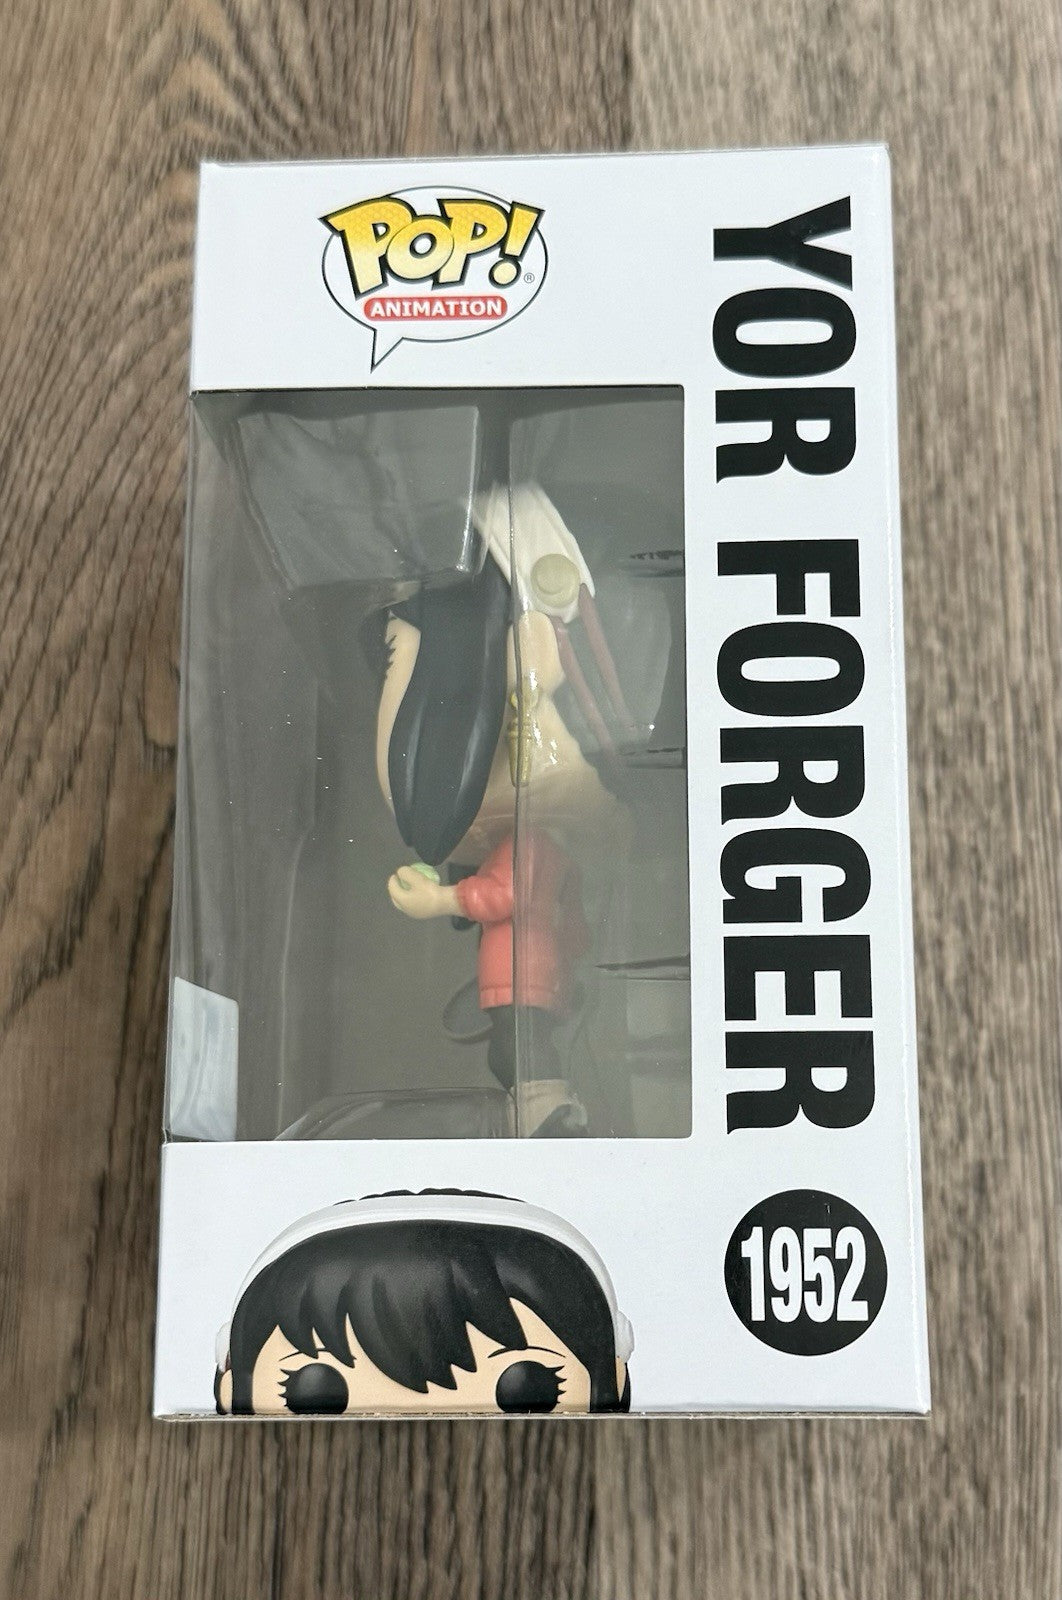 POP!®
ANIMATION
YOR FORGER
1952